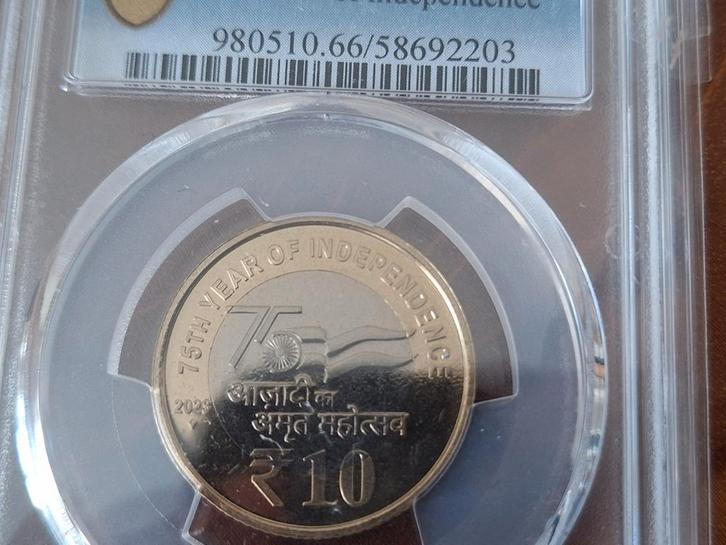 Independence
980510.66/58692203
75TH YEAR OF INDEPENDENCE
75
आज़ादी का
अमृत महोत्सव
₹ 10